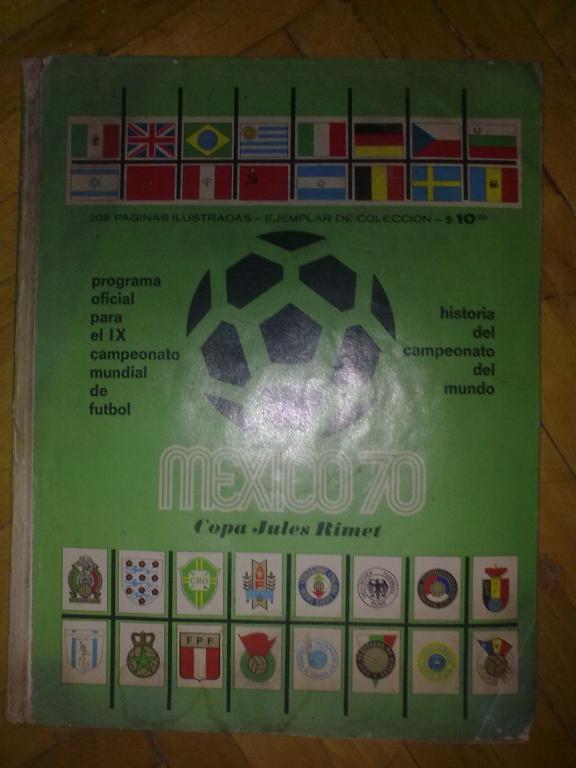 208 PAGINAS ILUSTRADAS – EJEMPLAR DE COLECCION – $10.00
programa
oficial
para
el IX
campeonato
mundial
de
futbol
historia
del
campeonato
del
mundo
MEXICO 70
Copa Jules Rimet
CBD
AUF
FPF